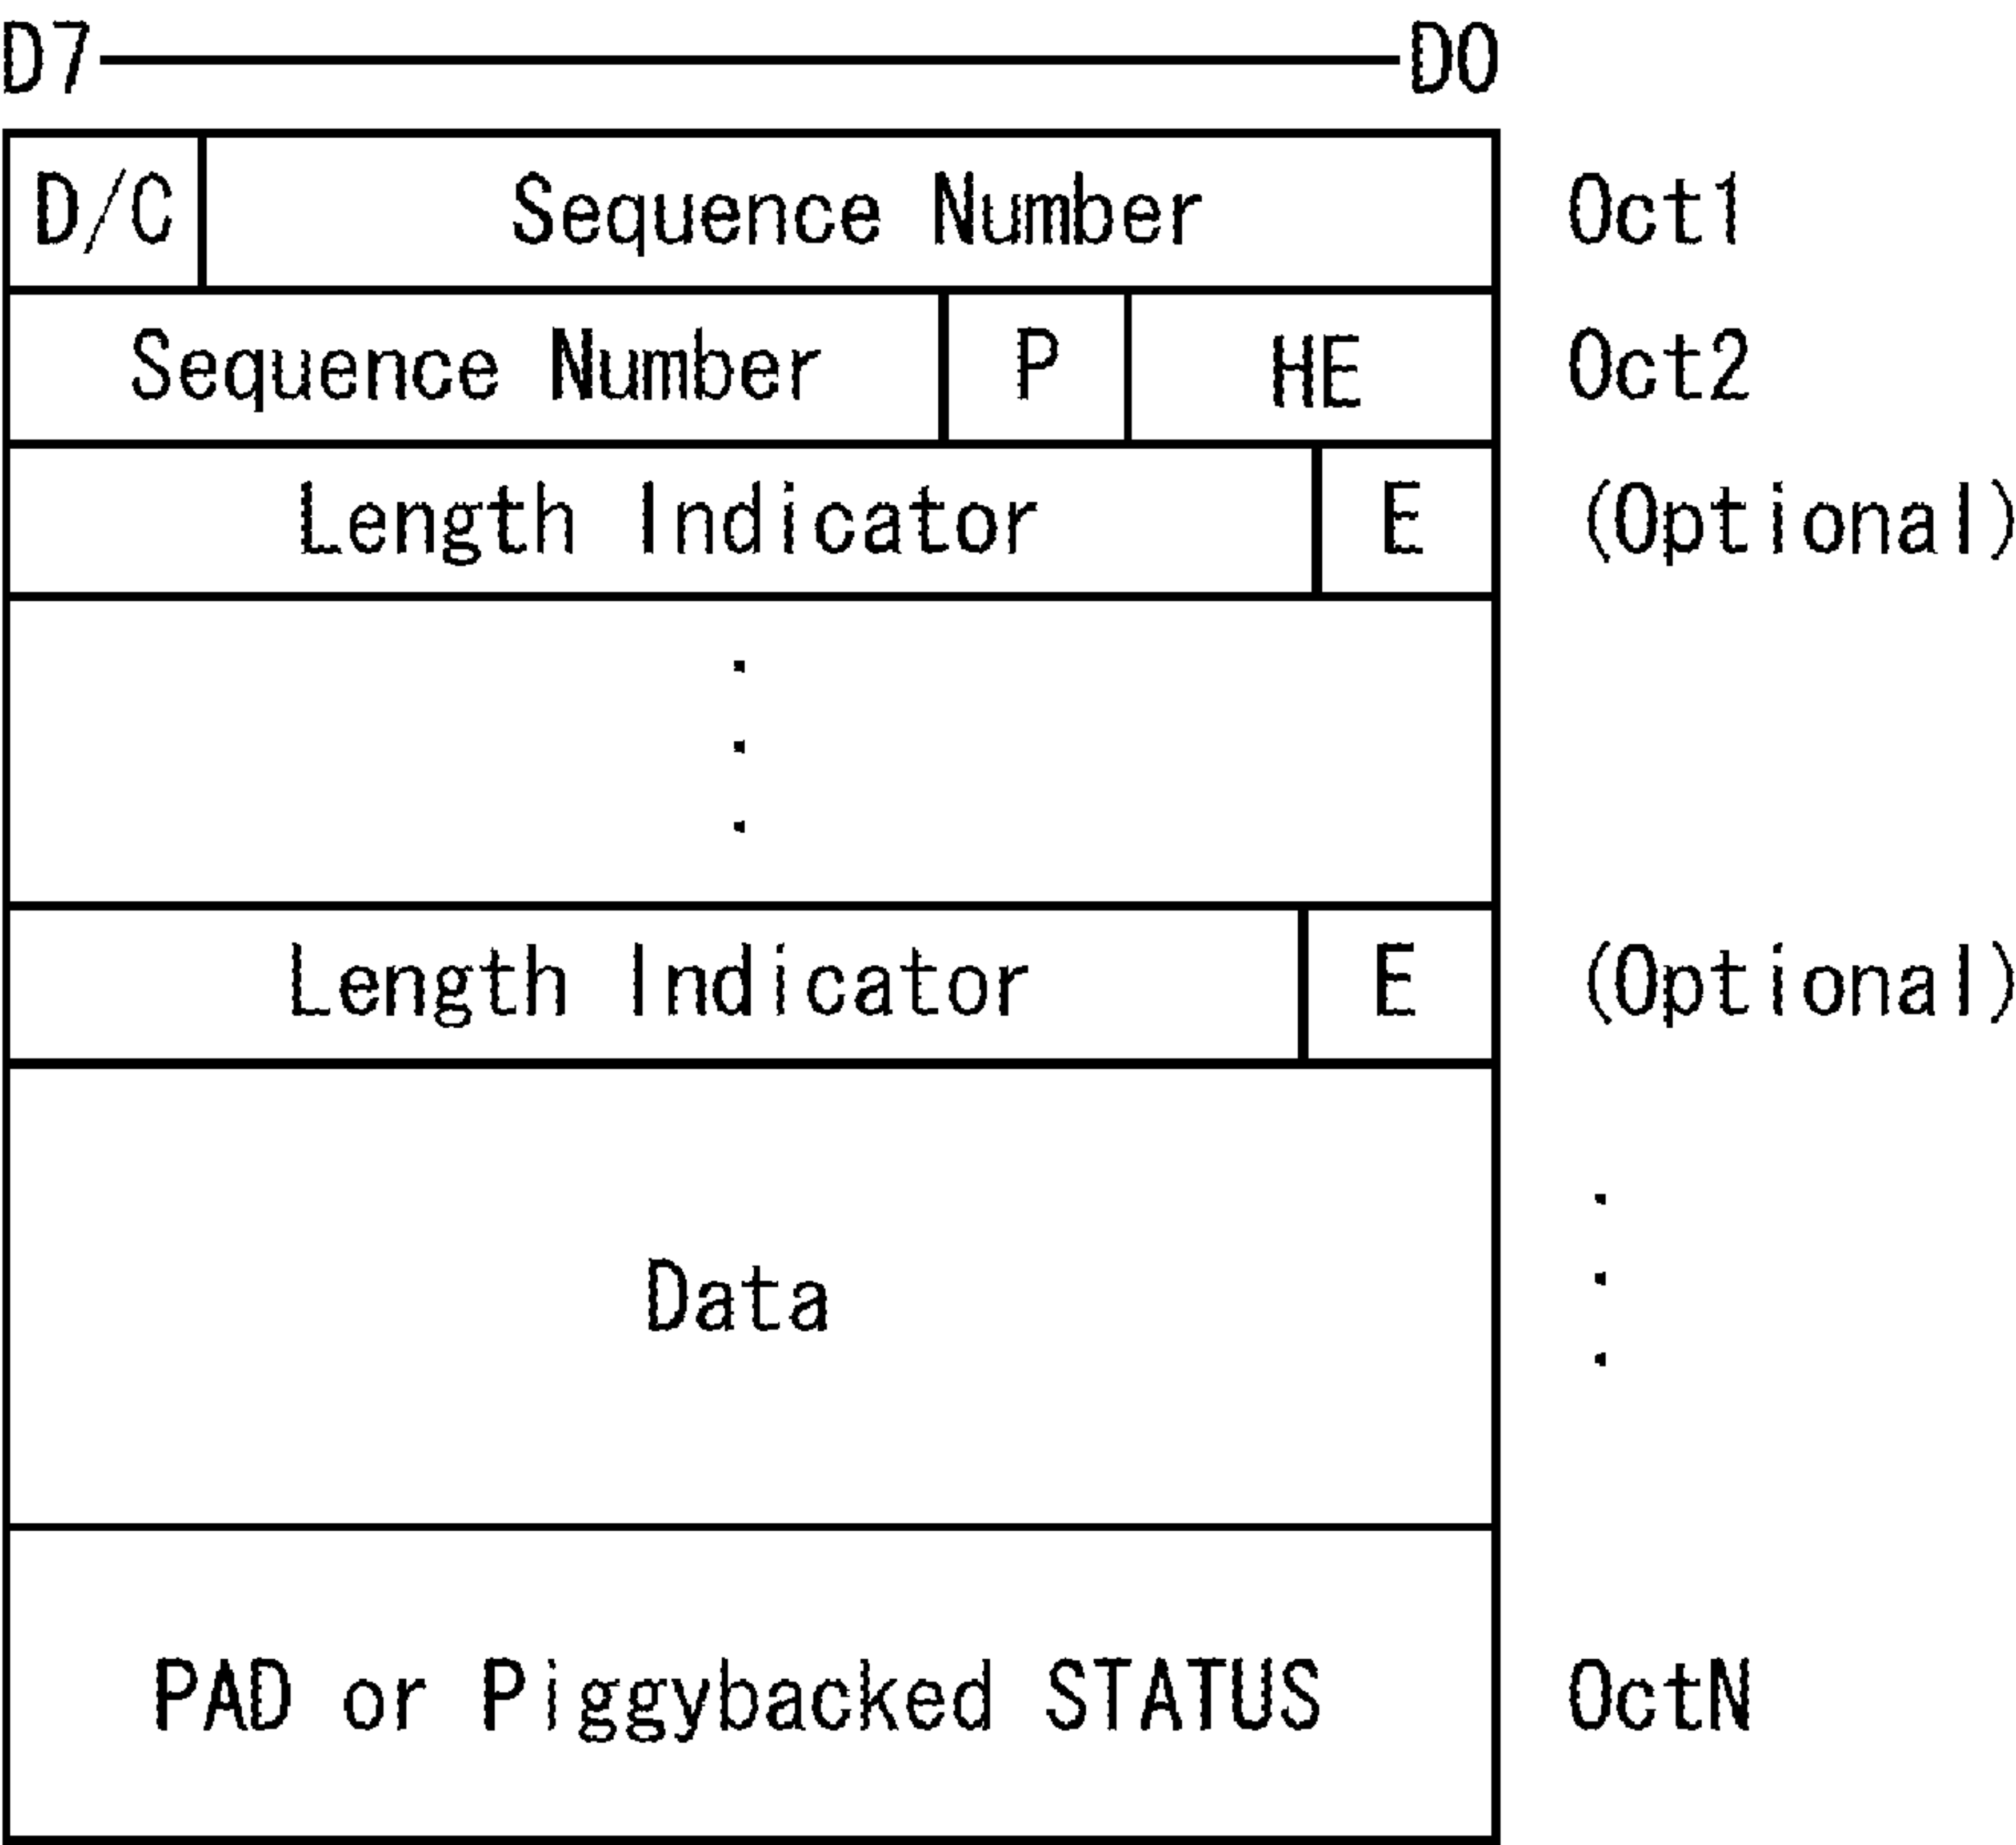 D7 D0
D/C Sequence Number Oct1
Sequence Number P HE Oct2
Length Indicator E (Optional)
Length Indicator E (Optional)
Data
PAD or Piggybacked STATUS OctN